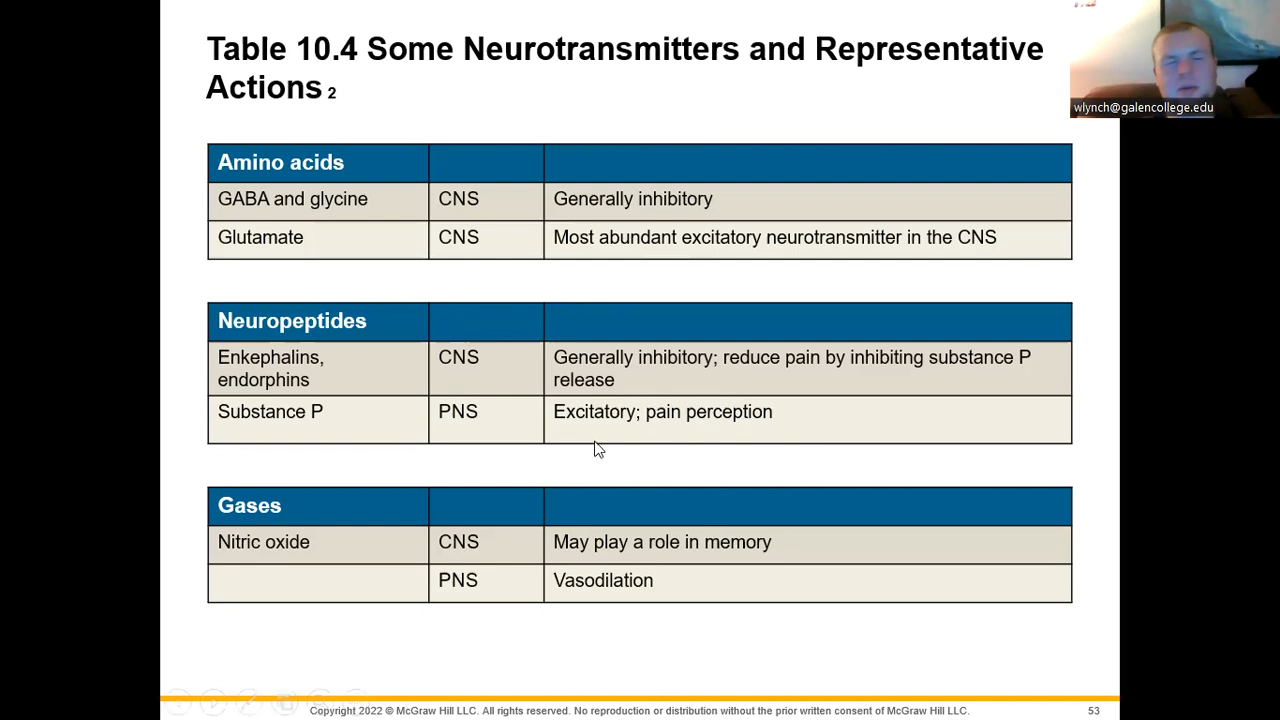 Table 10.4 Some Neurotransmitters and Representative
Actions 2
wlynch@galencollege.edu
Amino acids
GABA and glycine CNS Generally inhibitory
Glutamate CNS Most abundant excitatory neurotransmitter in the CNS
Neuropeptides
Enkephalins, endorphins CNS Generally inhibitory; reduce pain by inhibiting substance P release
Substance P PNS Excitatory; pain perception
Gases
Nitric oxide CNS May play a role in memory
PNS Vasodilation
Copyright 2022 © McGraw Hill LLC. All rights reserved. No reproduction or distribution without the prior written consent of McGraw Hill LLC. 53